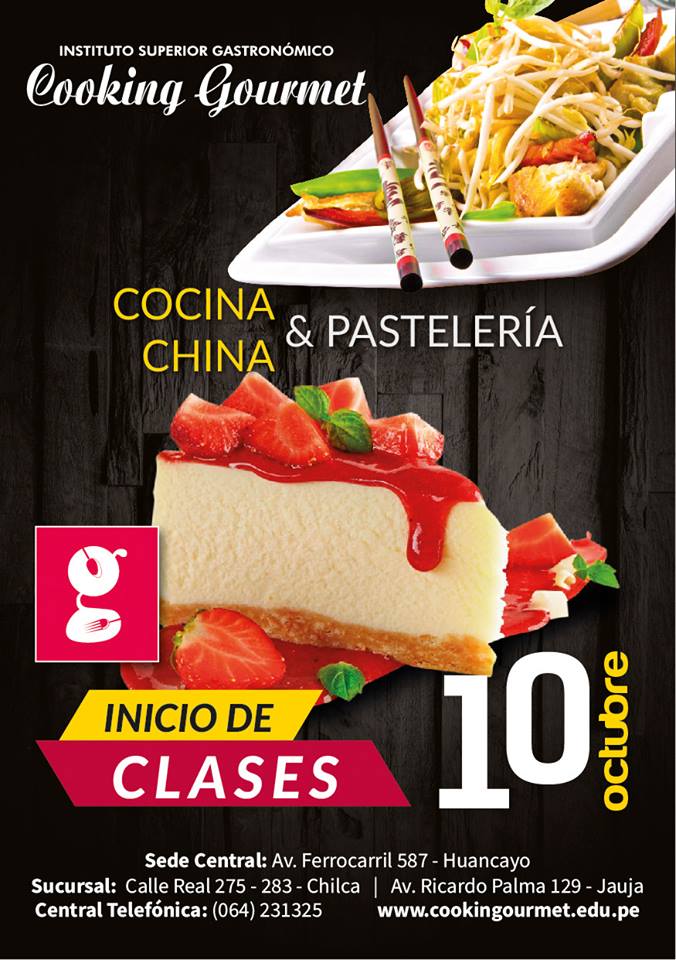 INSTITUTO SUPERIOR GASTRONÓMICO
Cooking Gourmet
COCINA
CHINA
& PASTELERÍA
g
INICIO DE
CLASES
10
octubre
Sede Central: Av. Ferrocarril 587 - Huancayo
Sucursal: Calle Real 275 - 283 - Chilca | Av. Ricardo Palma 129 - Jauja
Central Telefónica: (064) 231325 www.cookingourmet.edu.pe